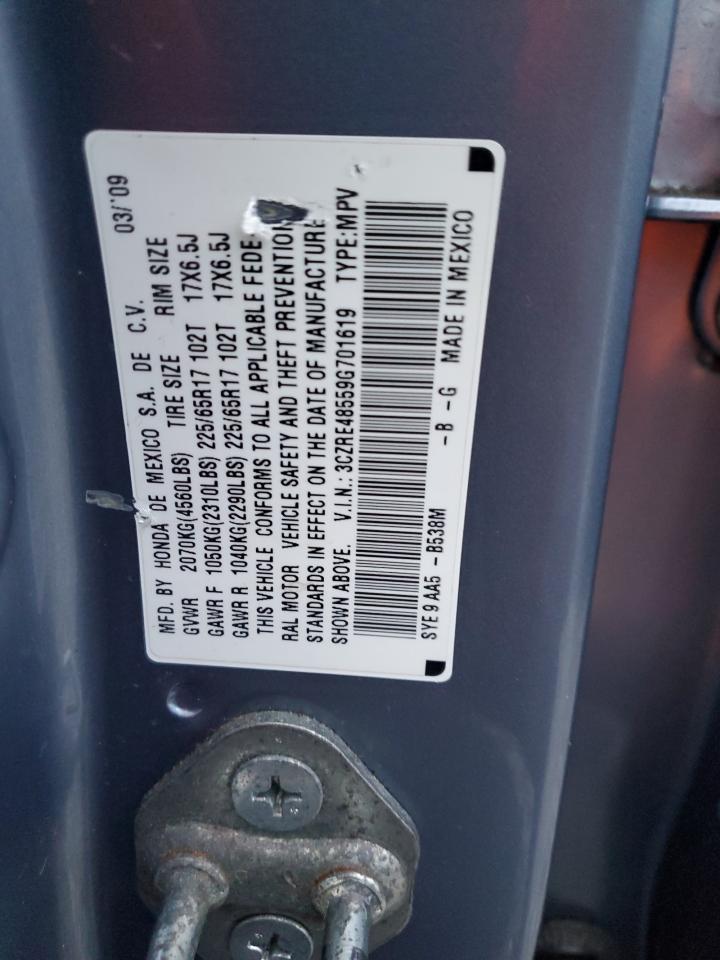 03/'09
MFD. BY HONDA DE MEXICO S.A. DE C.V.
GVWR 2070KG(4560LBS) TIRE SIZE RIM SIZE
GAWR F 1050KG(2310LBS) 225/65R17 102T 17X6.5J
GAWR R 1040KG(2290LBS) 225/65R17 102T 17X6.5J
THIS VEHICLE CONFORMS TO ALL APPLICABLE FEDE-
RAL MOTOR VEHICLE SAFETY AND THEFT PREVENTION
STANDARDS IN EFFECT ON THE DATE OF MANUFACTURE
SHOWN ABOVE. V.I.N.:3CZRE48559G701619 TYPE:MPV
SYE9AA5 -B538M -B -G MADE IN MEXICO